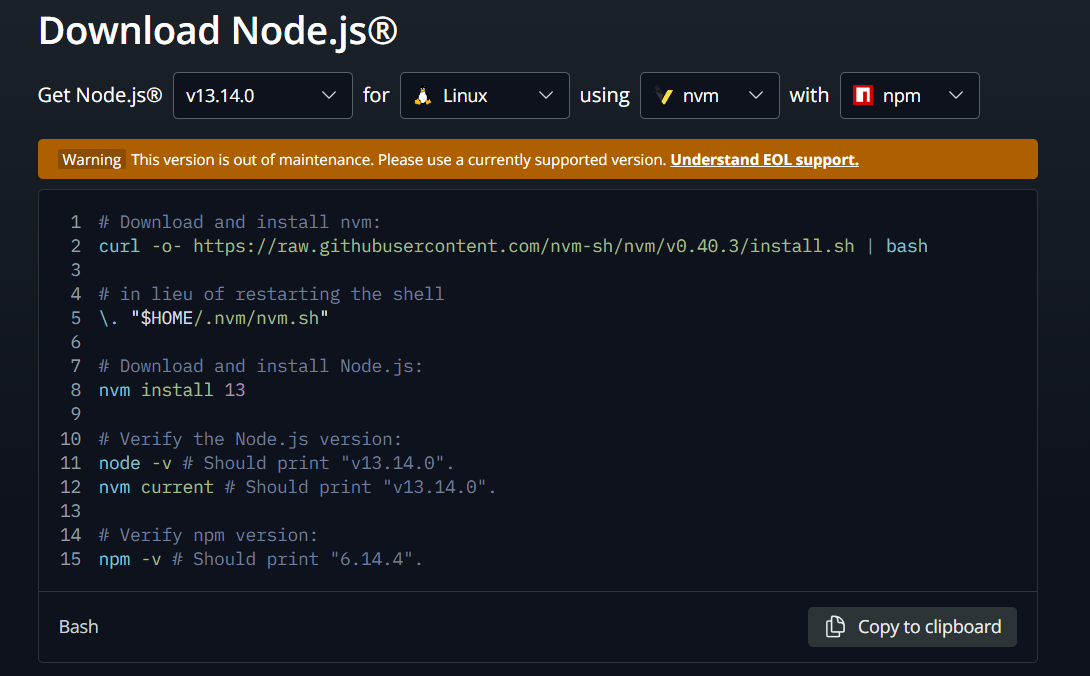 Download Node.js®
Get Node.js® v13.14.0 for Linux using nvm with npm
Warning This version is out of maintenance. Please use a currently supported version. Understand EOL support.
1 # Download and install nvm:
2 curl -o- https://raw.githubusercontent.com/nvm-sh/nvm/v0.40.3/install.sh | bash
3
4 # in lieu of restarting the shell
5 \. "$HOME/.nvm/nvm.sh"
6
7 # Download and install Node.js:
8 nvm install 13
9
10 # Verify the Node.js version:
11 node -v # Should print "v13.14.0".
12 nvm current # Should print "v13.14.0".
13
14 # Verify npm version:
15 npm -v # Should print "6.14.4".
Bash Copy to clipboard